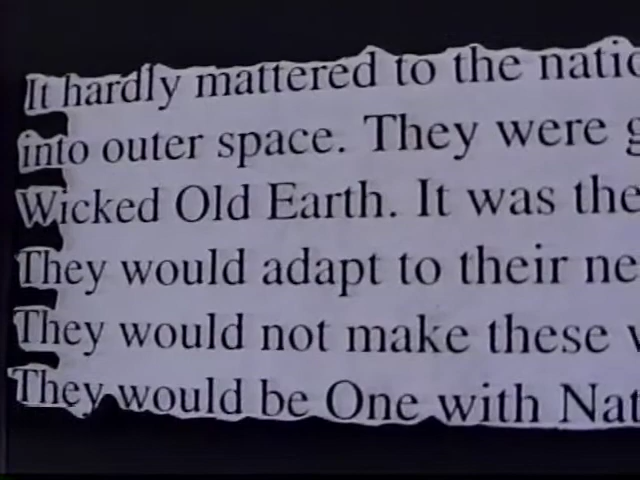 It hardly mattered to the natio
into outer space. They were g
Wicked Old Earth. It was the
They would adapt to their ne
They would not make these
They would be One with Nat